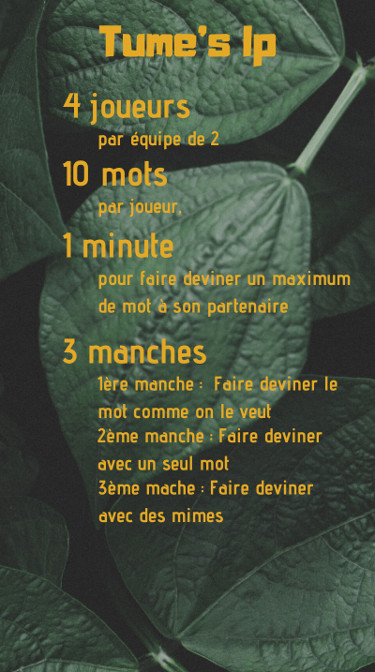 Tume's Ip
4 joueurs
par équipe de 2
10 mots
par joueur,
1 minute
pour faire deviner un maximum
de mot à son partenaire
3 manches
1ère manche : Faire deviner le
mot comme on le veut
2ème manche : Faire deviner
avec un seul mot
3ème mache : Faire deviner
avec des mimes